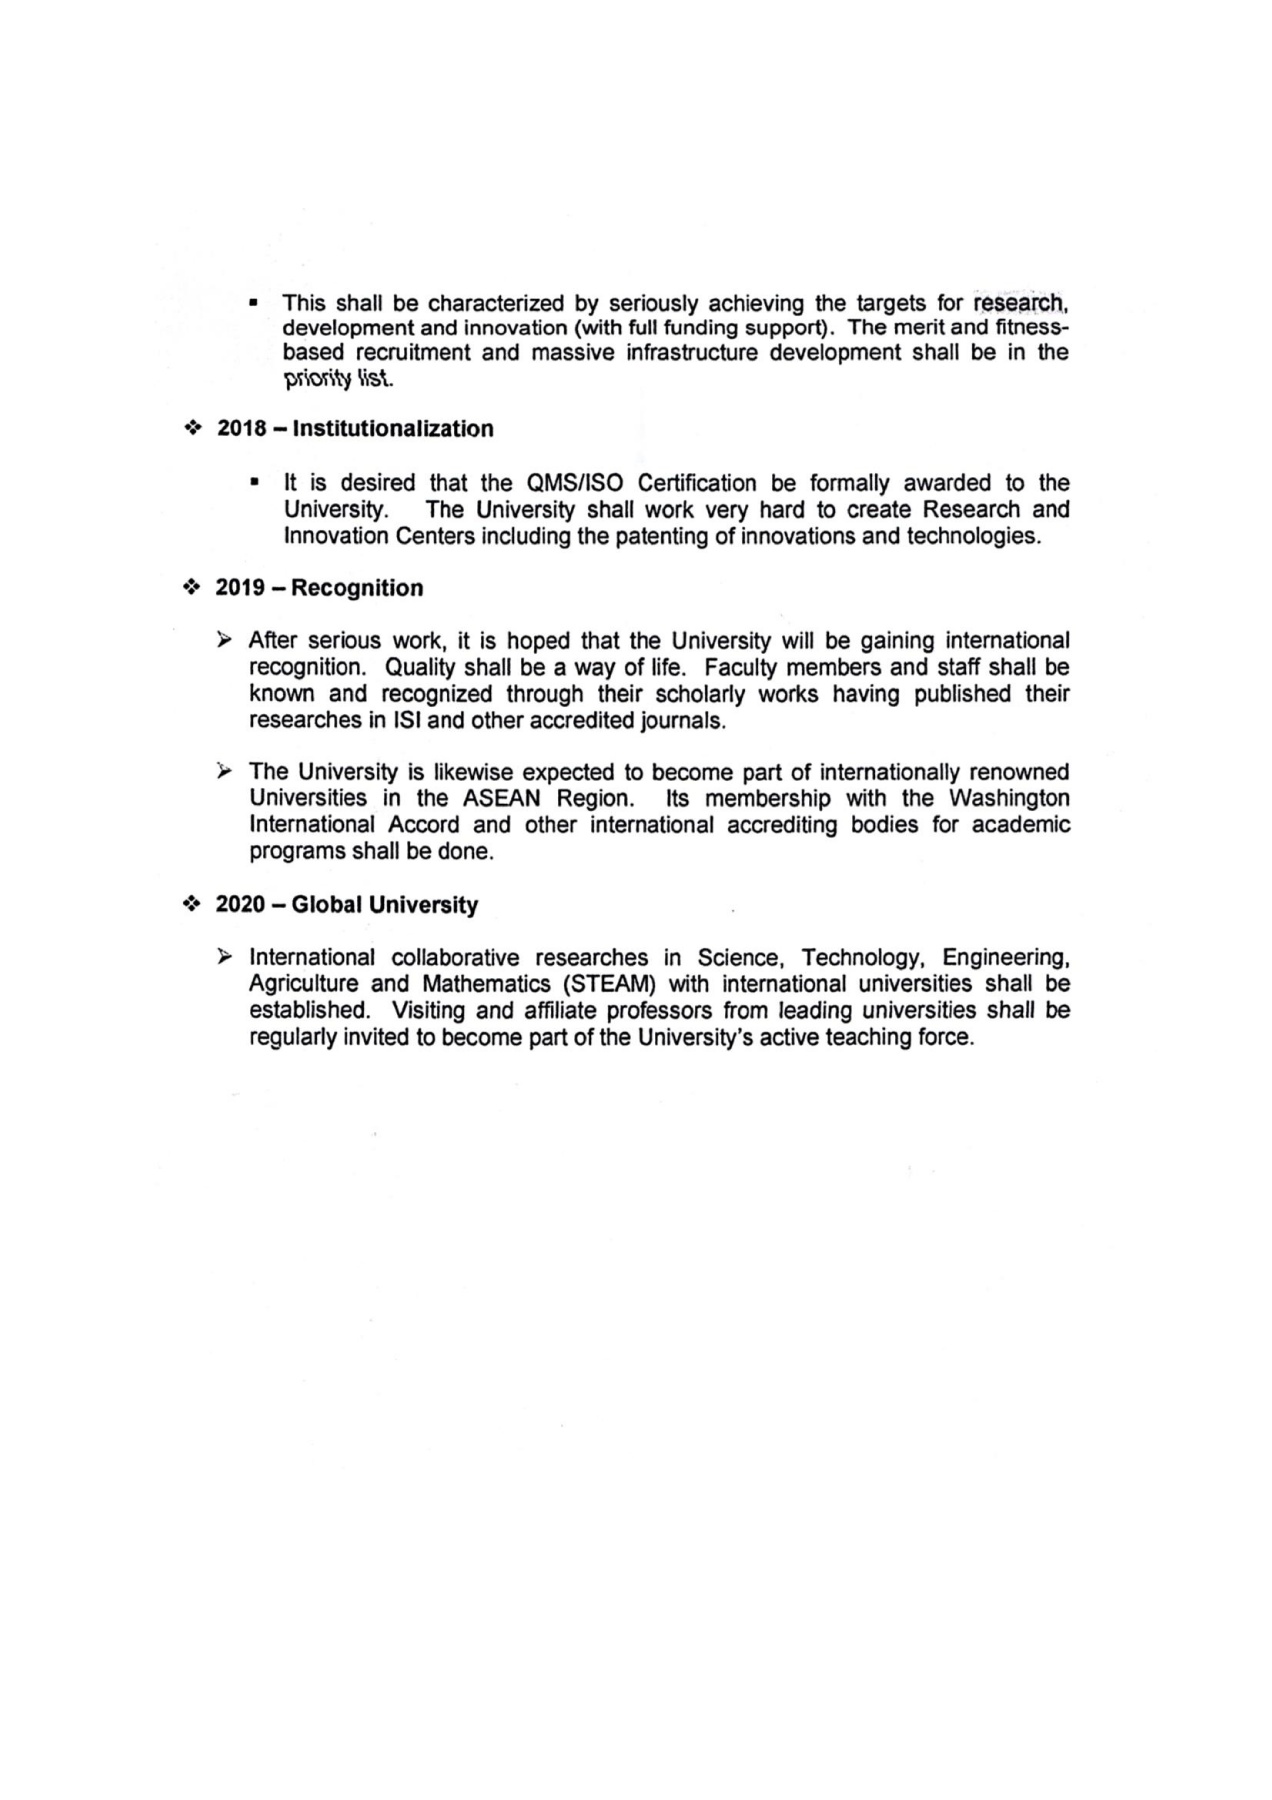 ▪ This shall be characterized by seriously achieving the targets for research,
development and innovation (with full funding support). The merit and fitness-
based recruitment and massive infrastructure development shall be in the
priority list.
❖ 2018 – Institutionalization
▪ It is desired that the QMS/ISO Certification be formally awarded to the
University. The University shall work very hard to create Research and
Innovation Centers including the patenting of innovations and technologies.
❖ 2019 – Recognition
➢ After serious work, it is hoped that the University will be gaining international
recognition. Quality shall be a way of life. Faculty members and staff shall be
known and recognized through their scholarly works having published their
researches in ISI and other accredited journals.
➢ The University is likewise expected to become part of internationally renowned
Universities in the ASEAN Region. Its membership with the Washington
International Accord and other international accrediting bodies for academic
programs shall be done.
❖ 2020 – Global University
➢ International collaborative researches in Science, Technology, Engineering,
Agriculture and Mathematics (STEAM) with international universities shall be
established. Visiting and affiliate professors from leading universities shall be
regularly invited to become part of the University's active teaching force.